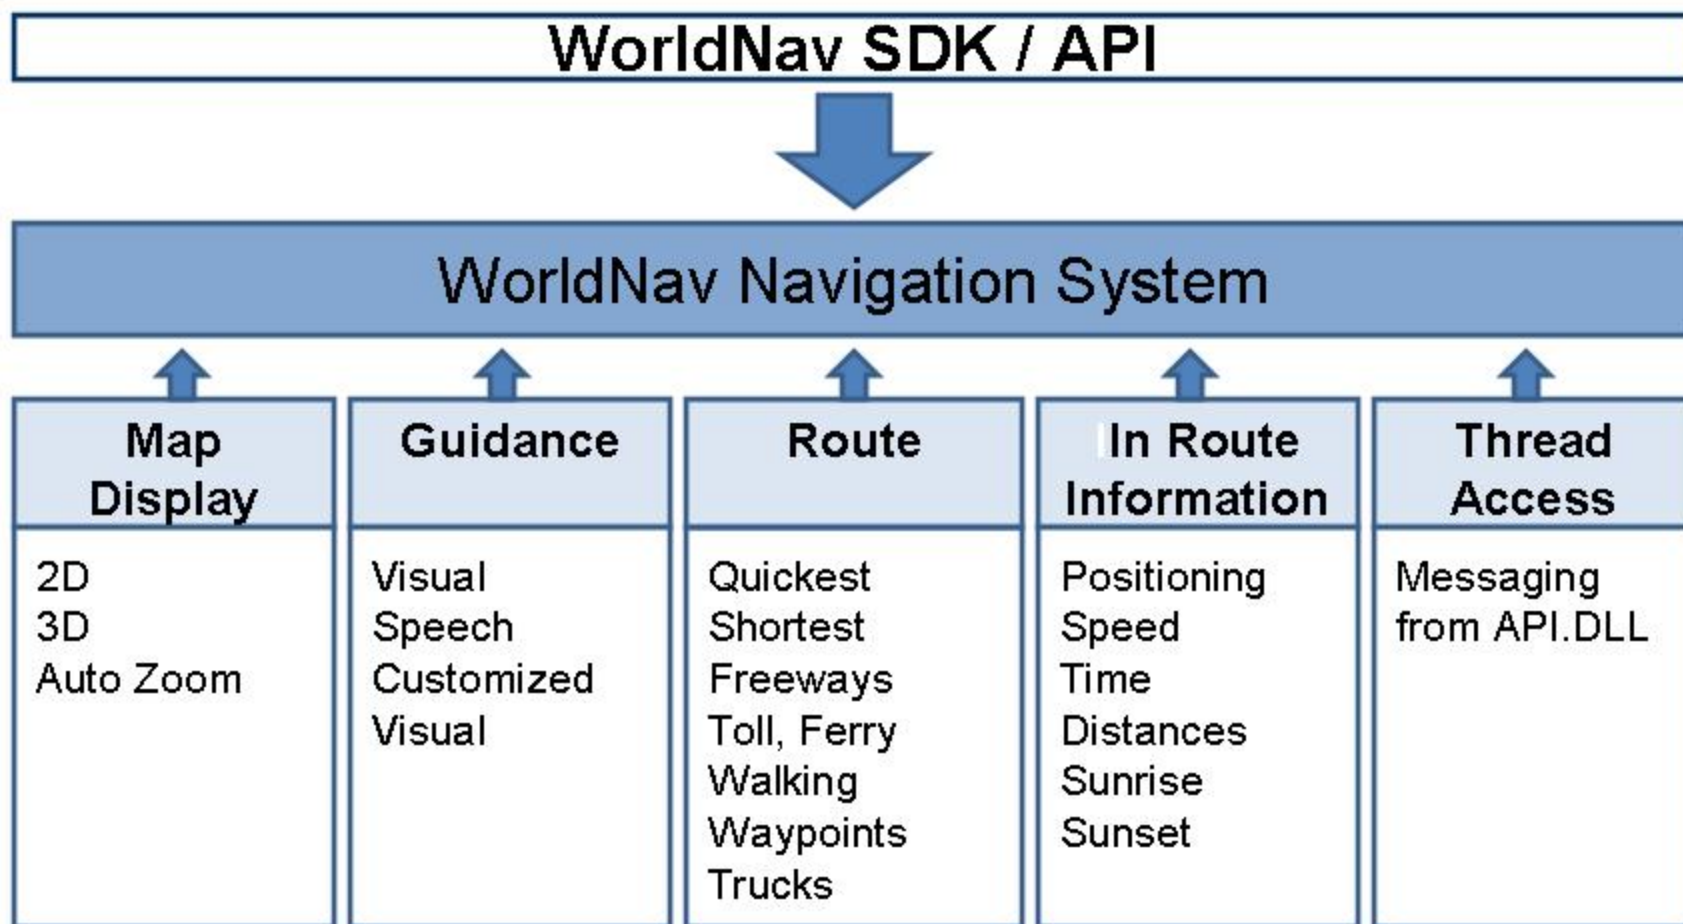 WorldNav SDK / API
WorldNav Navigation System
Map
Display
2D
3D
Auto Zoom
Guidance
Visual
Speech
Customized
Visual
Route
Quickest
Shortest
Freeways
Toll, Ferry
Walking
Waypoints
Trucks
In Route
Information
Positioning
Speed
Time
Distances
Sunrise
Sunset
Thread
Access
Messaging
from API.DLL